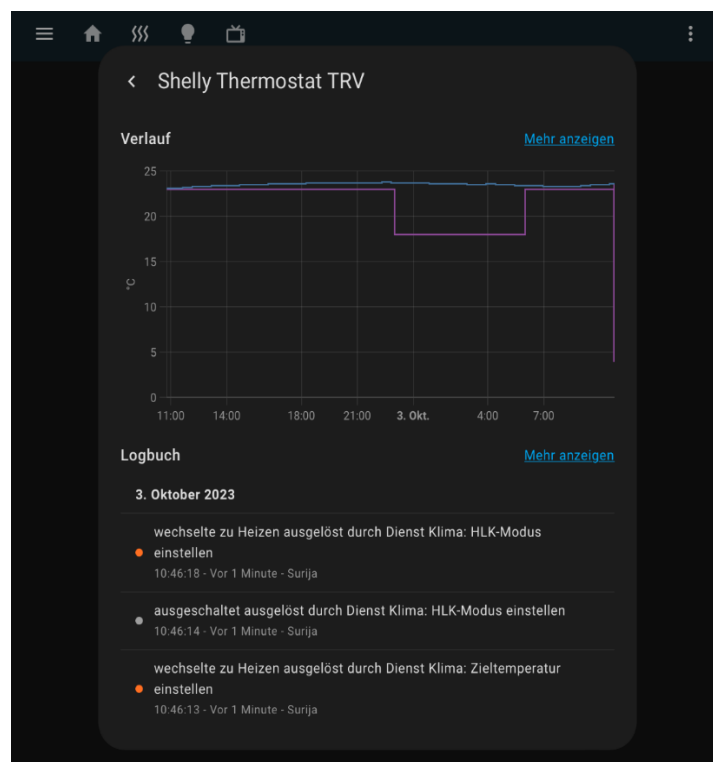 Shelly Thermostat TRV
Verlauf
Mehr anzeigen
25
20
15
°C
10
5
0
11:00 14:00 18:00 21:00 3. Okt. 4:00 7:00
Logbuch
Mehr anzeigen
3. Oktober 2023
wechselte zu Heizen ausgelöst durch Dienst Klima: HLK-Modus
einstellen
10:46:18 - Vor 1 Minute - Surija
ausgeschaltet ausgelöst durch Dienst Klima: HLK-Modus einstellen
10:46:14 - Vor 1 Minute - Surija
wechselte zu Heizen ausgelöst durch Dienst Klima: Zieltemperatur
einstellen
10:46:13 - Vor 1 Minute - Surija